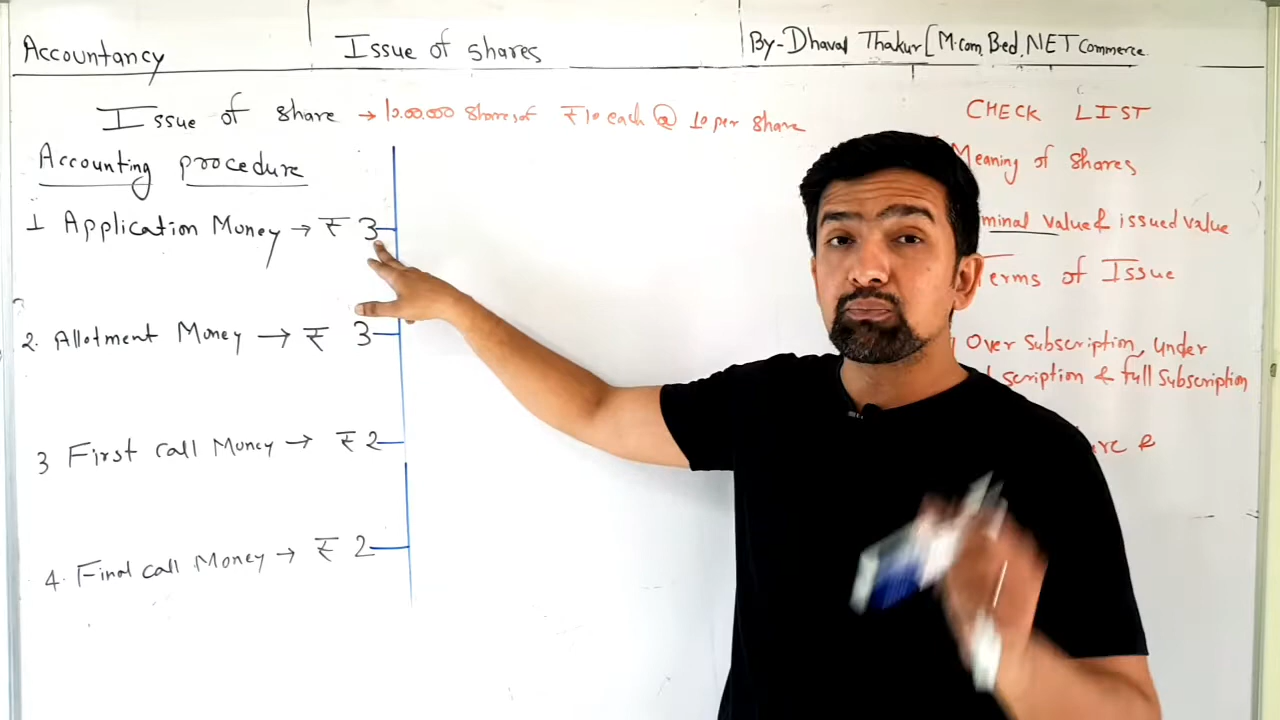 Accountancy
Issue of shares
By-Dhaval Thakur [M.com, Bed, NET Commerce.
Issue of share → 10.00.000 Shares of ₹10 each @ 10 per share
Accounting procedure
1 Application Money → ₹ 3
2. Allotment Money → ₹ 3
3 First call Money → ₹ 2
4. Final call Money → ₹ 2
CHECK LIST
Meaning of shares
minal value & issued value
Terms of Issue
Over Subscription, under
scription & full Subscription